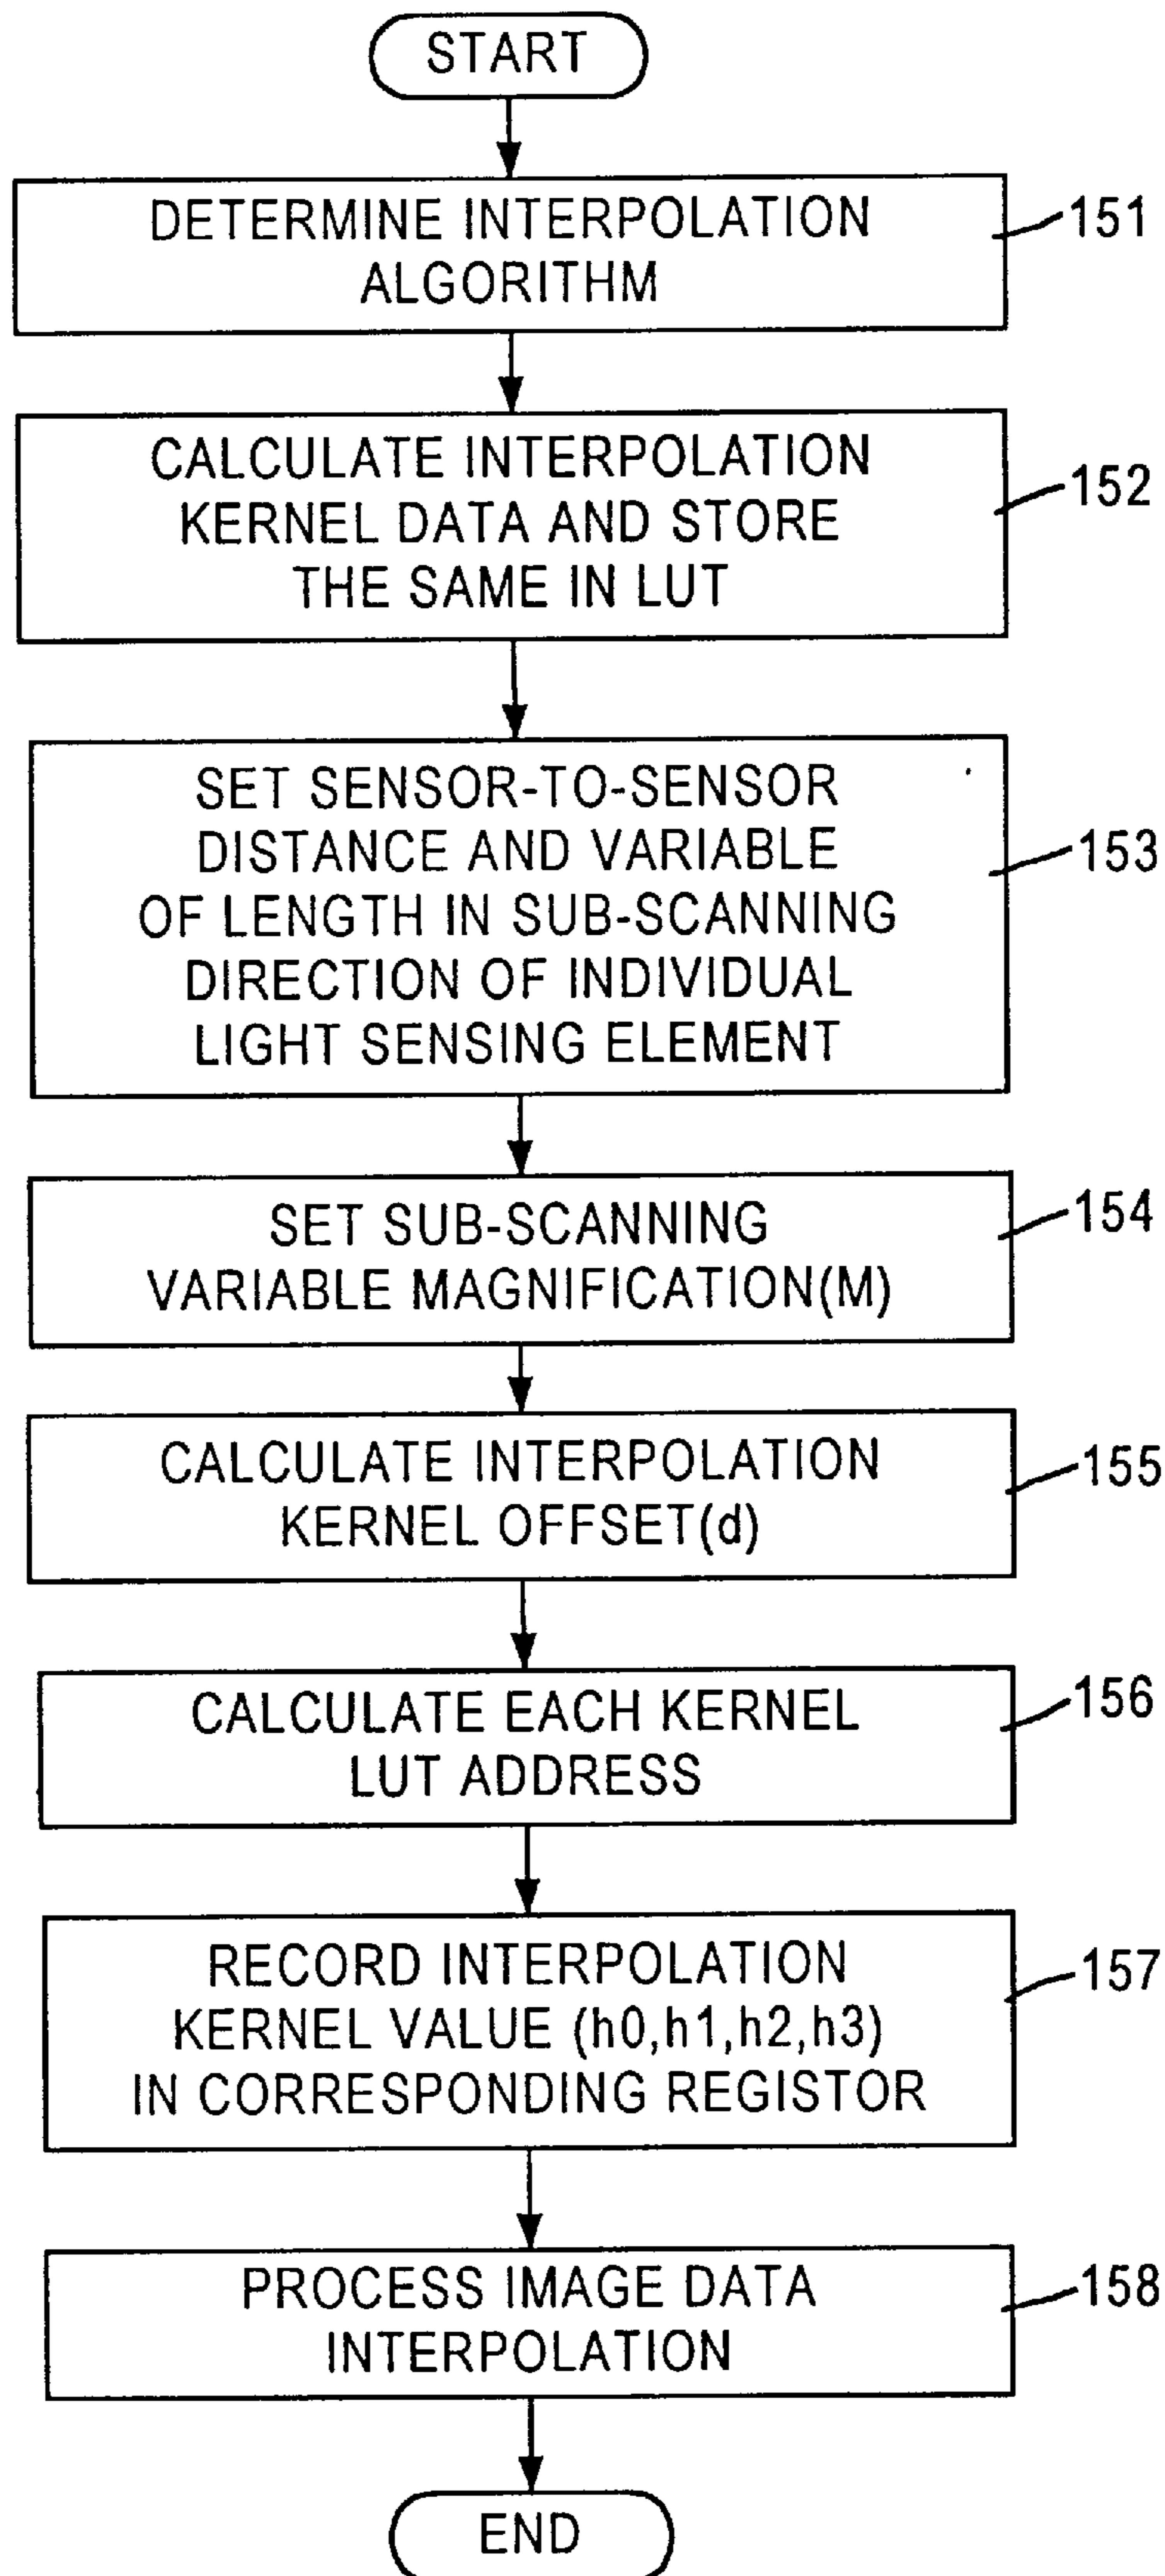 START
DETERMINE INTERPOLATION
ALGORITHM
151
CALCULATE INTERPOLATION
KERNEL DATA AND STORE
THE SAME IN LUT
152
SET SENSOR-TO-SENSOR
DISTANCE AND VARIABLE
OF LENGTH IN SUB-SCANNING
DIRECTION OF INDIVIDUAL
LIGHT SENSING ELEMENT
153
SET SUB-SCANNING
VARIABLE MAGNIFICATION(M)
154
CALCULATE INTERPOLATION
KERNEL OFFSET(d)
155
CALCULATE EACH KERNEL
LUT ADDRESS
156
RECORD INTERPOLATION
KERNEL VALUE (h0,h1,h2,h3)
IN CORRESPONDING REGISTOR
157
PROCESS IMAGE DATA
INTERPOLATION
158
END